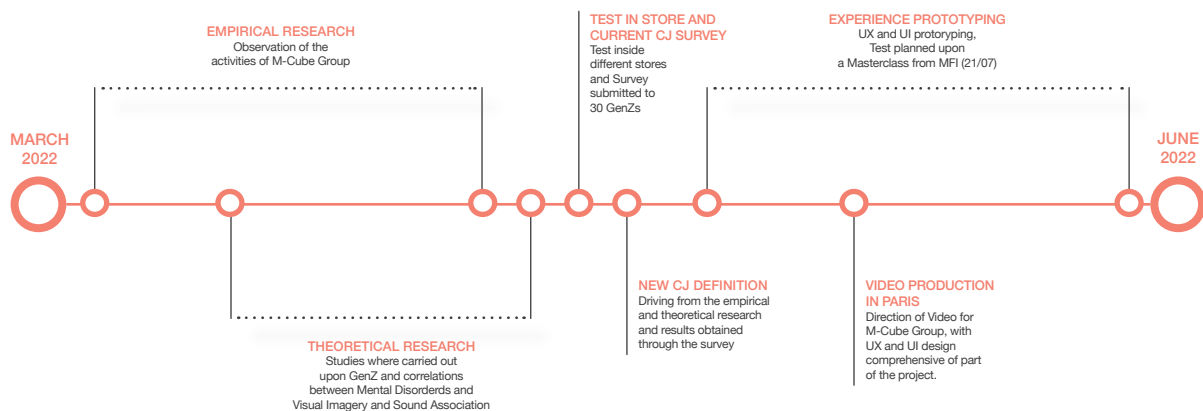 MARCH
2022
EMPIRICAL RESEARCH
Observation of the
activities of M-Cube Group
THEORETICAL RESEARCH
Studies where carried out
upon GenZ and correlations
between Mental Disorderds and
Visual Imagery and Sound Association
TEST IN STORE AND
CURRENT CJ SURVEY
Test inside
different stores
and Survey
submitted to
30 GenZs
NEW CJ DEFINITION
Driving from the empirical
and theoretical research
and results obtained
through the survey
EXPERIENCE PROTOTYPING
UX and UI protoryping,
Test planned upon
a Masterclass from MFI (21/07)
VIDEO PRODUCTION
IN PARIS
Direction of Video for
M-Cube Group, with
UX and UI design
comprehensive of part
of the project.
JUNE
2022